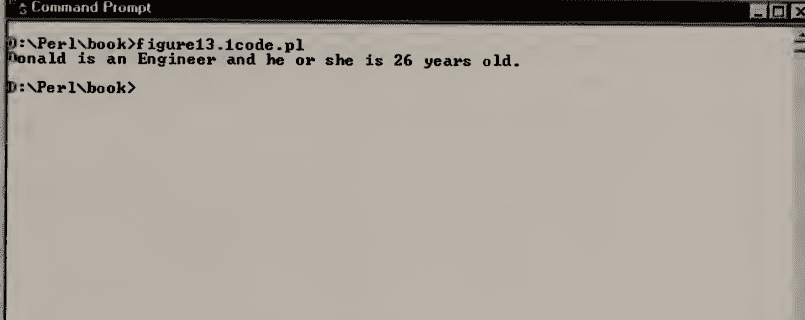 Command Prompt
D:\Perl\book>figure13.1code.pl
Donald is an Engineer and he or she is 26 years old.
D:\Perl\book>